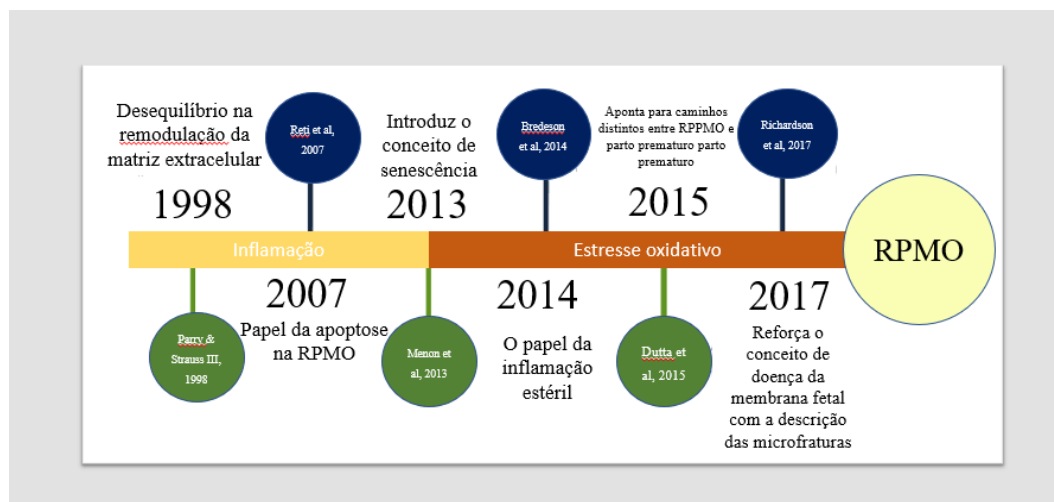 Desequilíbrio na
remodulação da
matriz extracelular
1998
Reti et al,
2007
Introduz o
conceito de
senescência
2013
Bredeson
et al, 2014
Aponta para caminhos
distintos entre RPPMO e
parto prematuro parto
prematuro
2015
Richardson
et al, 2017
Inflamação
Estresse oxidativo
RPMO
Parry &
Strauss III,
1998
2007
Papel da apoptose
na RPMO
Menon et
al, 2013
2014
O papel da
inflamação
estéril
Dutta et
al, 2015
2017
Reforça o
conceito de
doença da
membrana fetal
com a descrição
das microfraturas